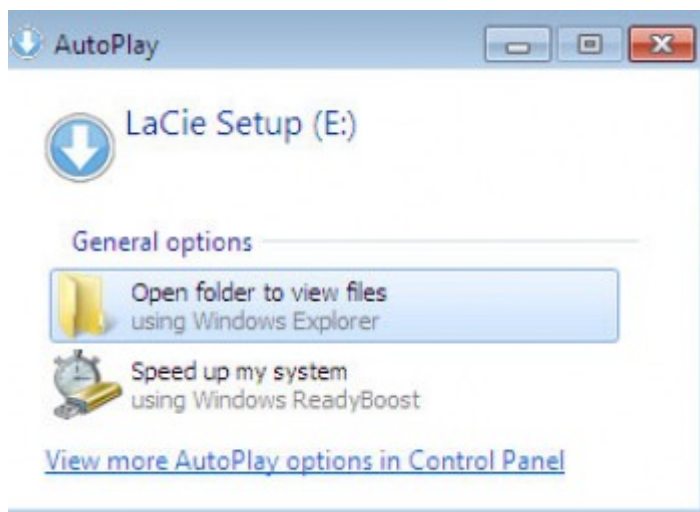 AutoPlay
LaCie Setup (E:)
General options
Open folder to view files
using Windows Explorer
Speed up my system
using Windows ReadyBoost
View more AutoPlay options in Control Panel